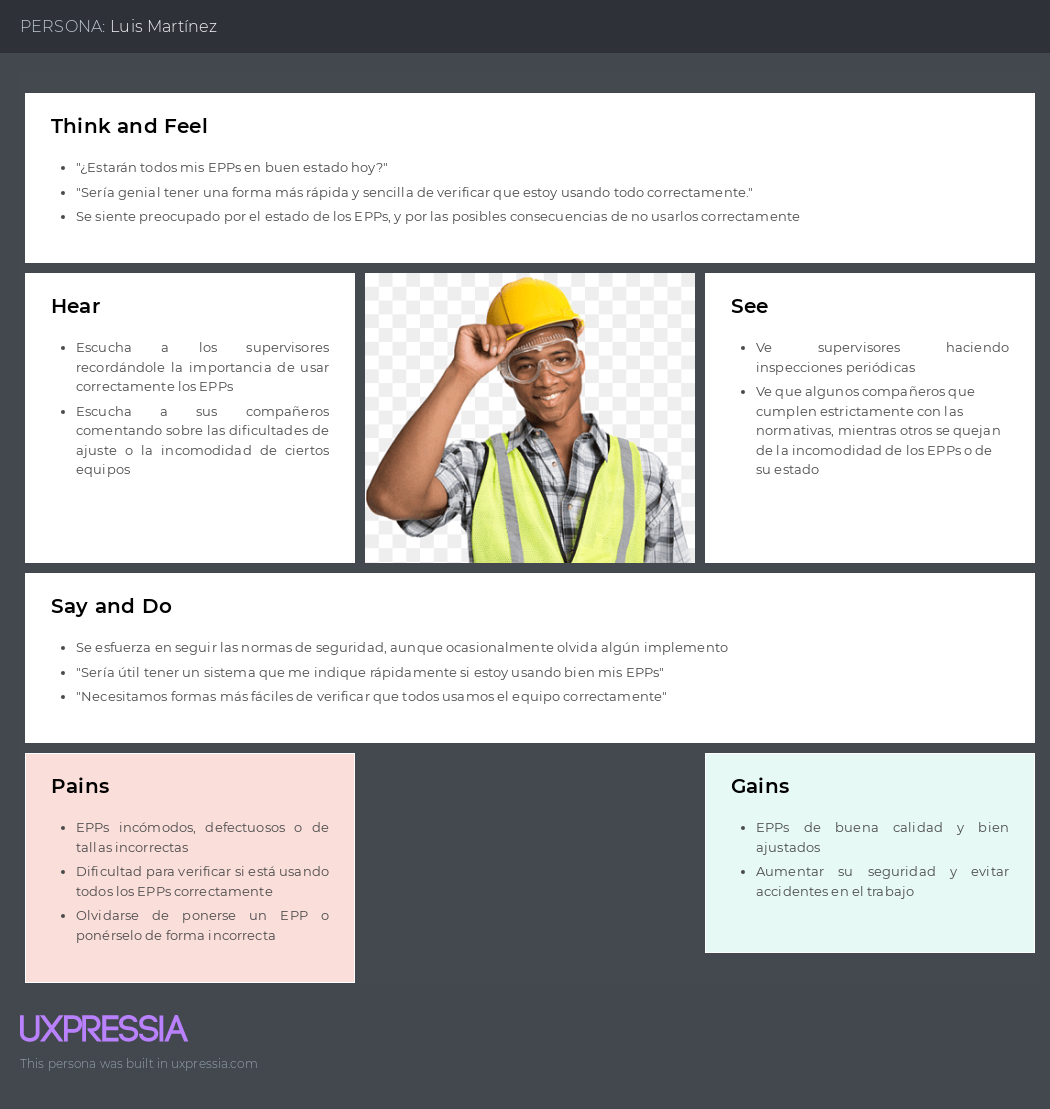 PERSONA: Luis Martínez
Think and Feel
"¿Estarán todos mis EPPs en buen estado hoy?"
"Sería genial tener una forma más rápida y sencilla de verificar que estoy usando todo correctamente."
Se siente preocupado por el estado de los EPPs, y por las posibles consecuencias de no usarlos correctamente
Hear
Escucha a los supervisores
recordándole la importancia de usar
correctamente los EPPs
Escucha a sus compañeros
comentando sobre las dificultades de
ajuste o la incomodidad de ciertos
equipos
See
Ve supervisores haciendo
inspecciones periódicas
Ve que algunos compañeros que
cumplen estrictamente con las
normativas, mientras otros se quejan
de la incomodidad de los EPPs o de
su estado
Say and Do
Se esfuerza en seguir las normas de seguridad, aunque ocasionalmente olvida algún implemento
"Sería útil tener un sistema que me indique rápidamente si estoy usando bien mis EPPs"
"Necesitamos formas más fáciles de verificar que todos usamos el equipo correctamente"
Pains
EPPs incómodos, defectuosos o de
tallas incorrectas
Dificultad para verificar si está usando
todos los EPPs correctamente
Olvidarse de ponerse un EPP o
ponérselo de forma incorrecta
Gains
EPPs de buena calidad y bien
ajustados
Aumentar su seguridad y evitar
accidentes en el trabajo
UXPRESSIA
This persona was built in uxpressia.com